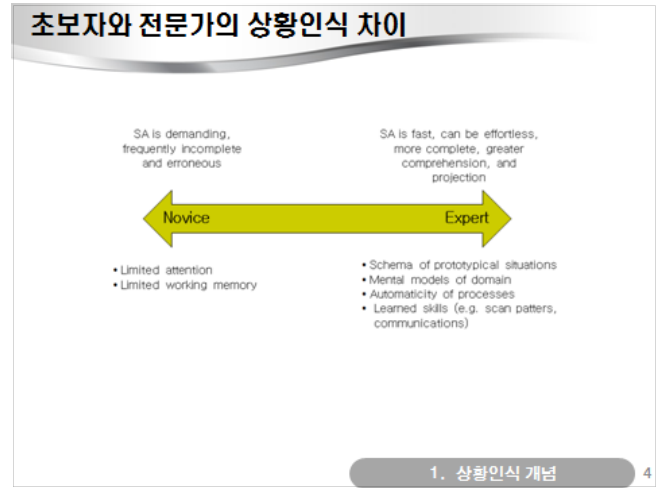 초보자와 전문가의 상황인식 차이
SA is demanding,
frequently incomplete
and erroneous
SA is fast, can be effortless,
more complete, greater
comprehension, and
projection
Novice
Expert
• Limited attention
• Limited working memory
• Schema of prototypical situations
• Mental models of domain
• Automaticity of processes
• Learned skills (e.g. scan patters,
communications)
1. 상황인식 개념
4